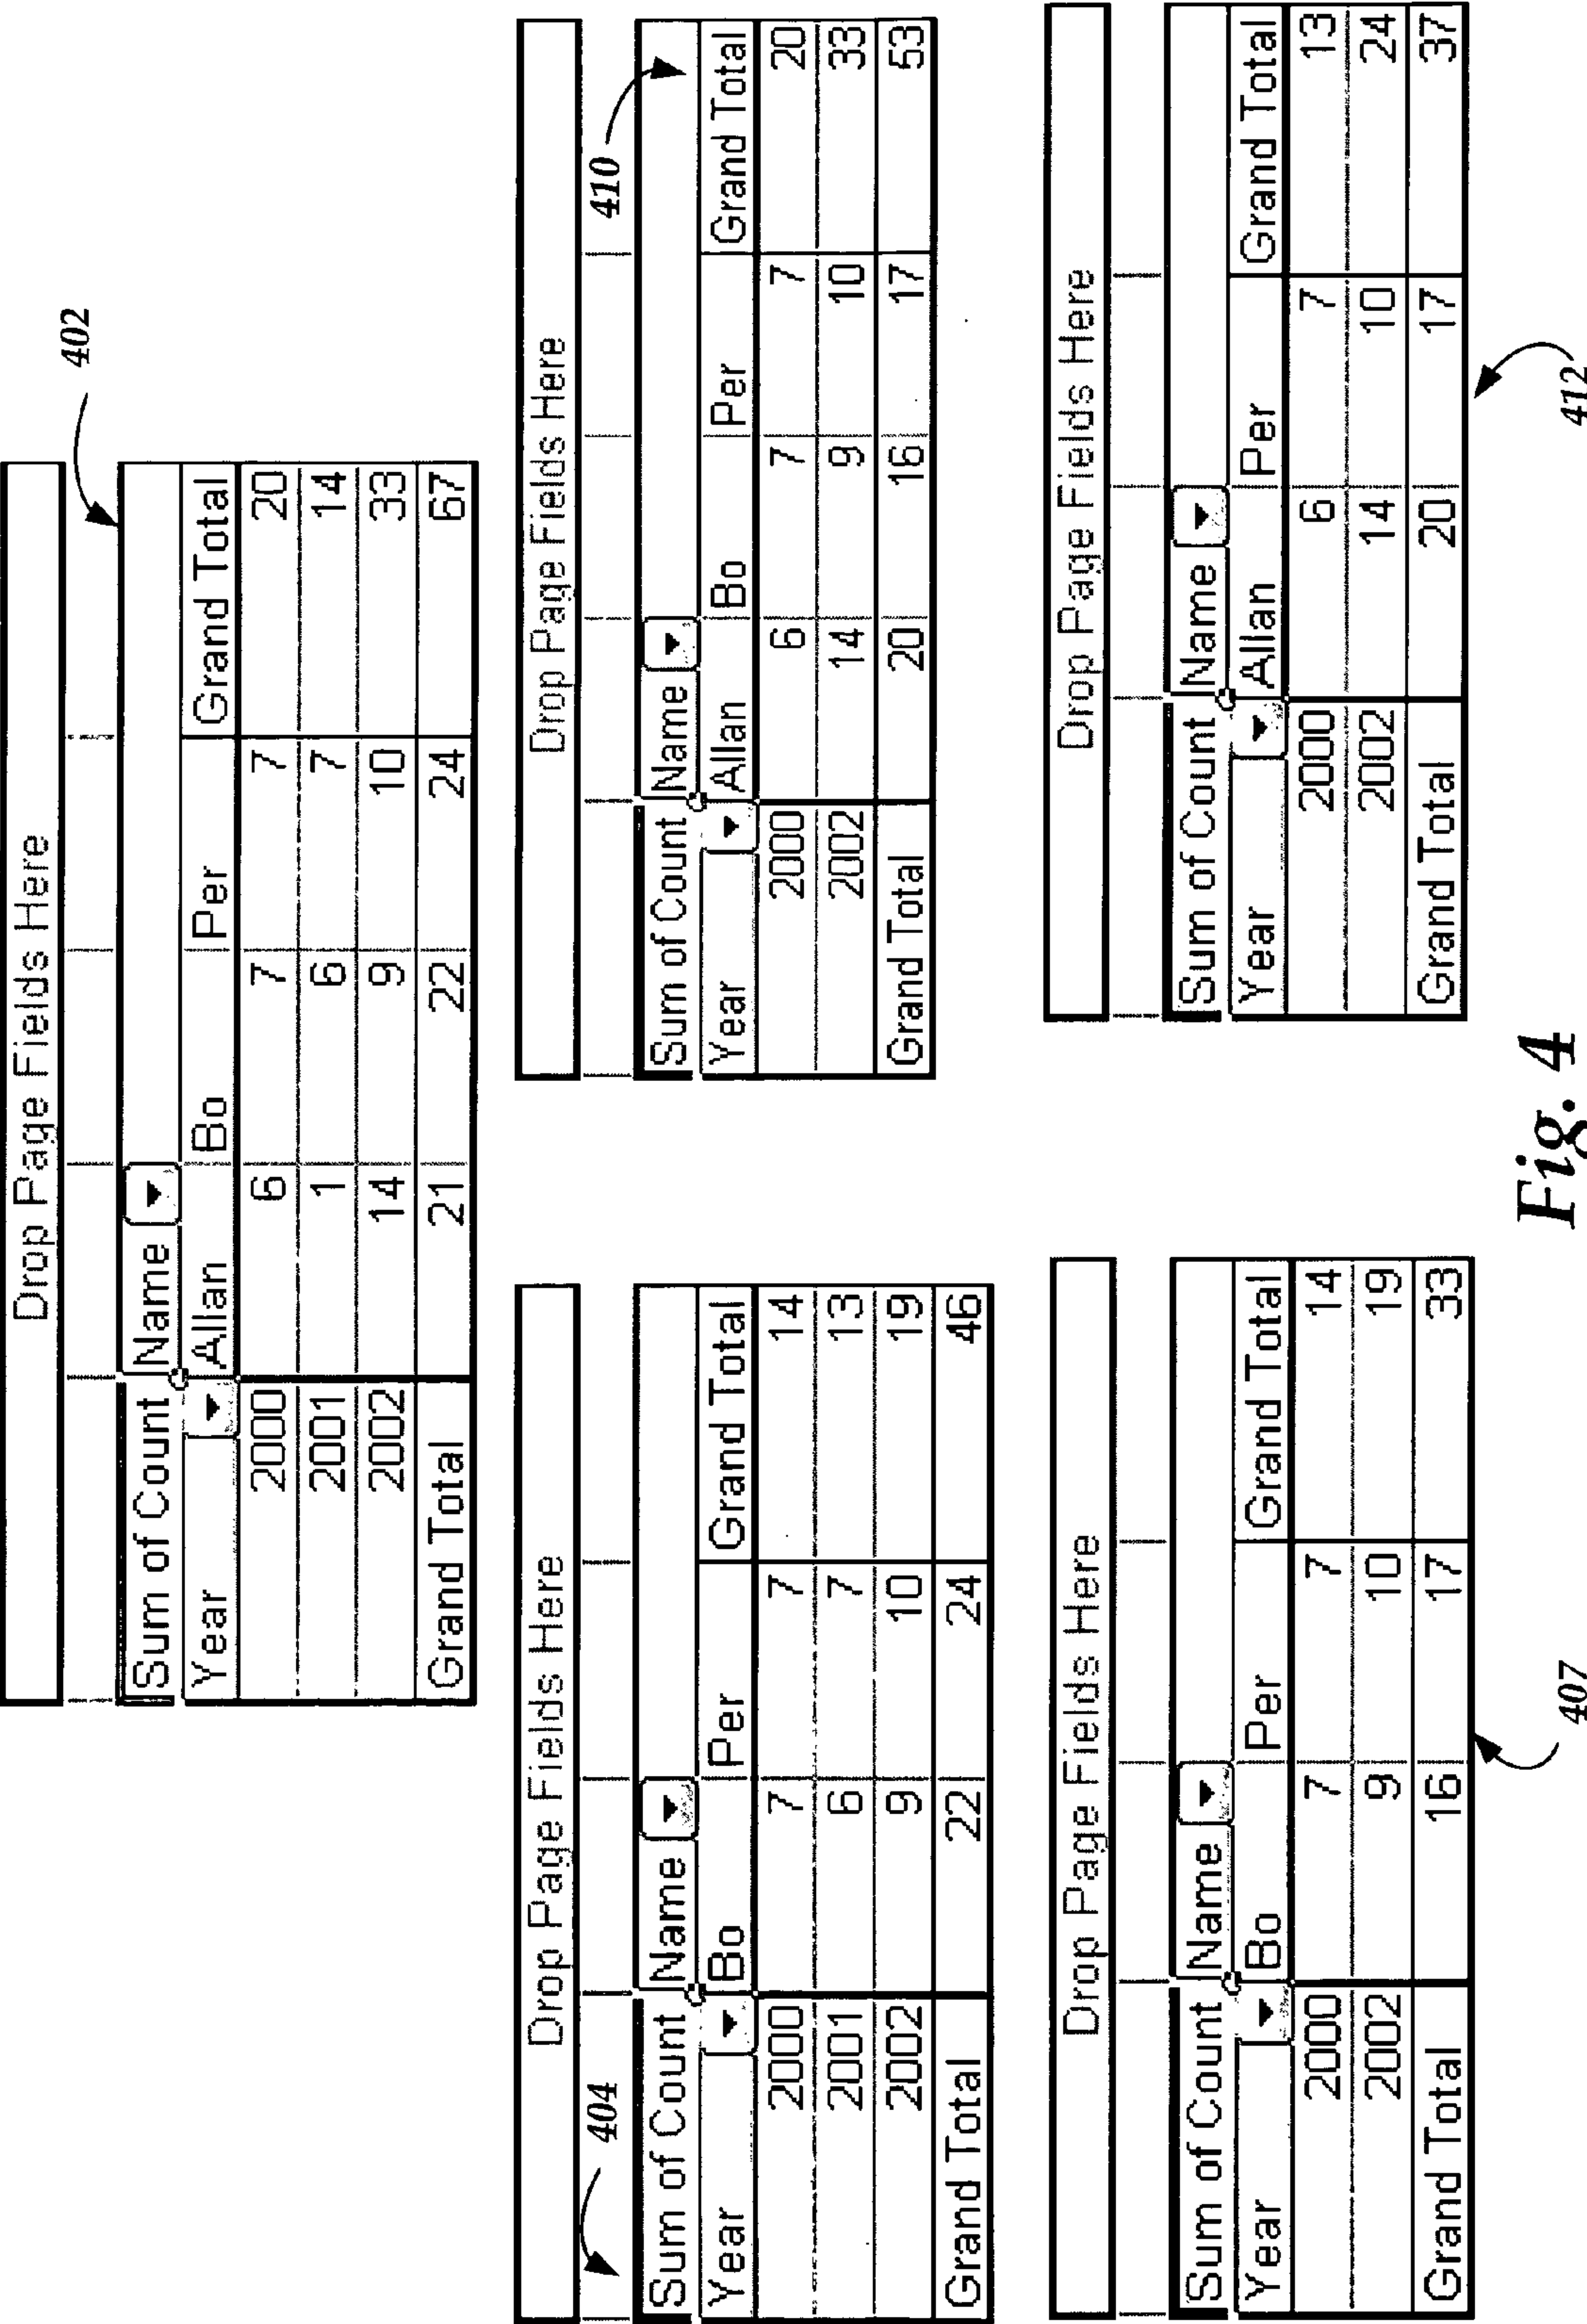 Drop Page Fields Here
402
Sum of Count Name
Year Allan Bo Per Grand Total
2000 6 7 7 20
2001 1 6 7 14
2002 14 9 10 33
Grand Total 21 22 24 67
404
Drop Page Fields Here
Sum of Count Name
Year Bo Per Grand Total
2000 7 7 14
2001 6 7 13
2002 9 10 19
Grand Total 22 24 46
Drop Page Fields Here
410
Sum of Count Name
Year Allan Bo Per Grand Total
2000 6 7 7 20
2002 14 9 10 33
Grand Total 20 16 17 53
Drop Page Fields Here
Sum of Count Name
Year Bo Per Grand Total
2000 7 7 14
2002 9 10 19
Grand Total 16 17 33
407
Drop Page Fields Here
Sum of Count Name
Year Allan Per Grand Total
2000 6 7 13
2002 14 10 24
Grand Total 20 17 37
412
Fig. 4